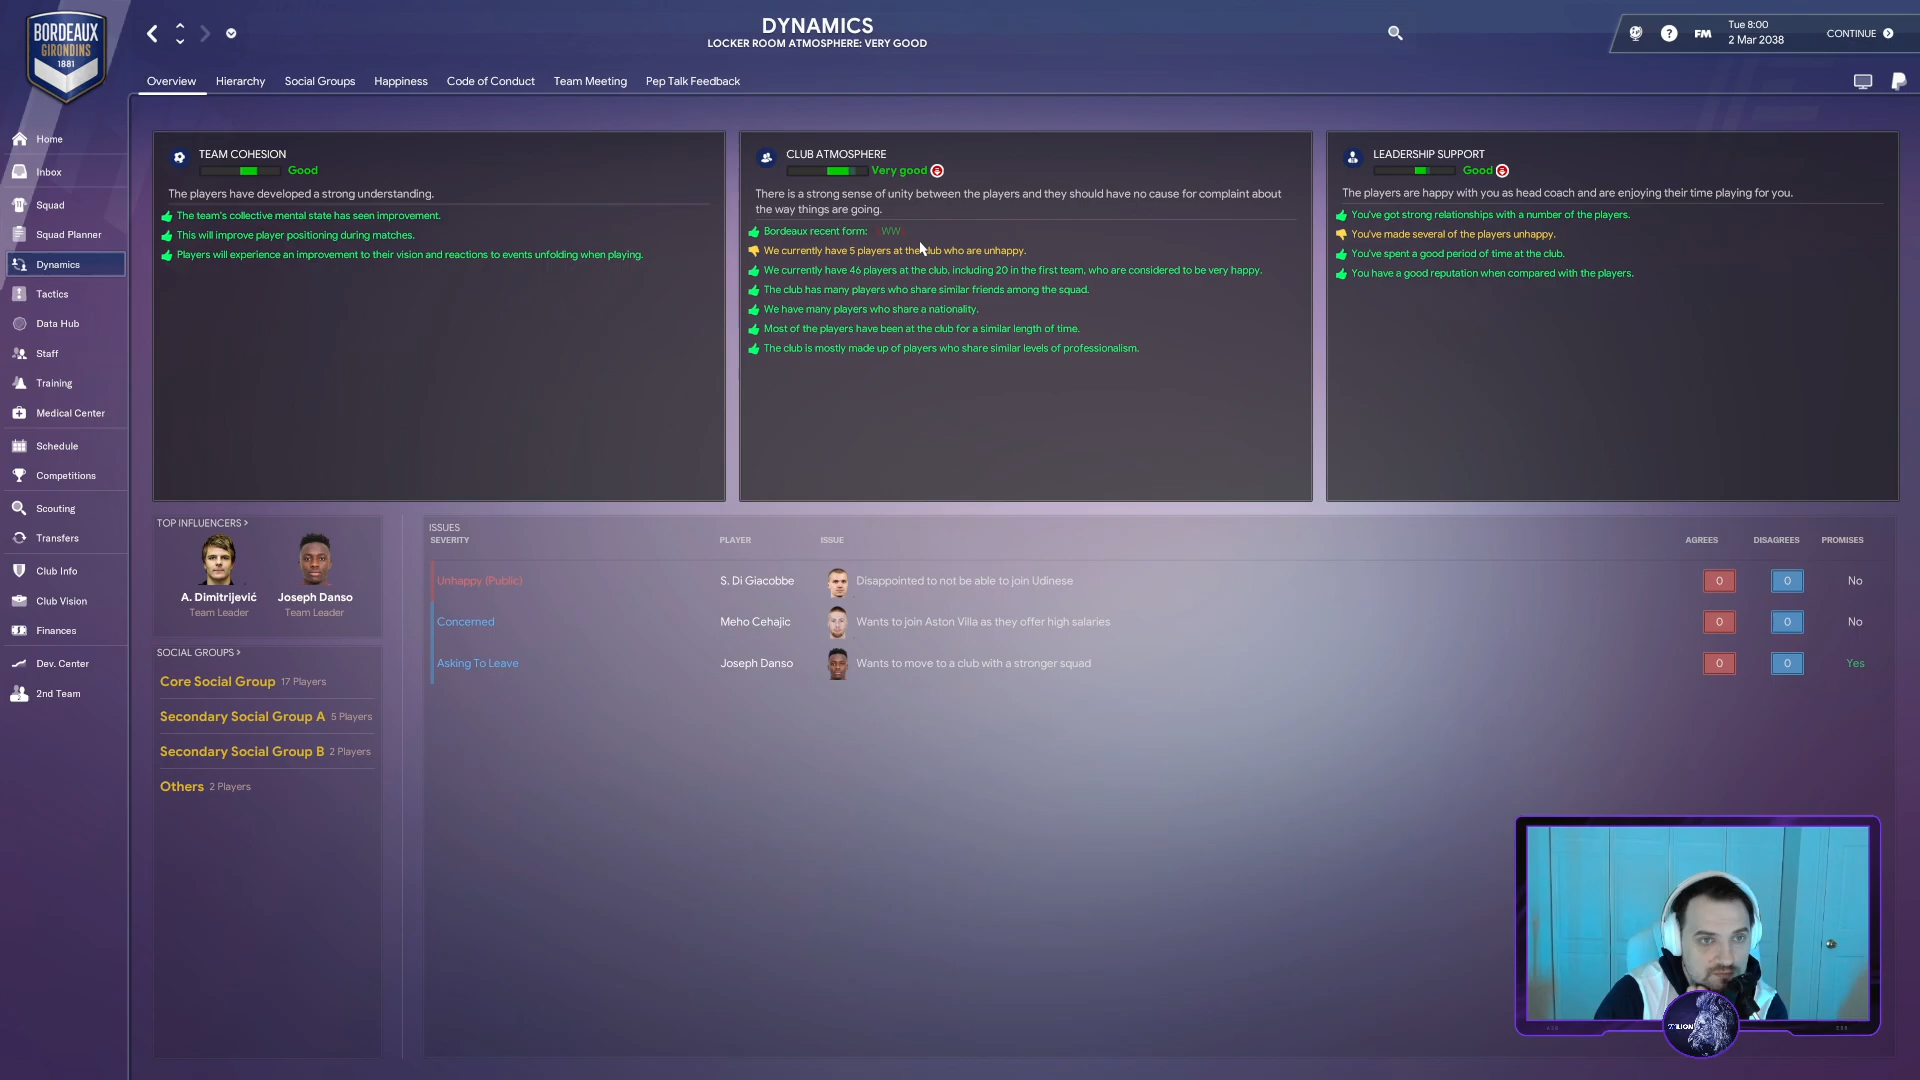 BORDEAUX
GIRONDINS
1881
DYNAMICS
LOCKER ROOM ATMOSPHERE: VERY GOOD
FM
Tue 8:00
2 Mar 2038
CONTINUE
Overview
Hierarchy
Social Groups
Happiness
Code of Conduct
Team Meeting
Pep Talk Feedback
Home
Inbox
Squad
Squad Planner
Dynamics
Tactics
Data Hub
Staff
Training
Medical Center
Schedule
Competitions
Scouting
Transfers
Club Info
Club Vision
Finances
Dev. Center
2nd Team
TEAM COHESION
Good
The players have developed a strong understanding.
The team's collective mental state has seen improvement.
This will improve player positioning during matches.
Players will experience an improvement to their vision and reactions to events unfolding when playing.
CLUB ATMOSPHERE
Very good
There is a strong sense of unity between the players and they should have no cause for complaint about
the way things are going.
Bordeaux recent form: WW
We currently have 5 players at the club who are unhappy.
We currently have 46 players at the club, including 20 in the first team, who are considered to be very happy.
The club has many players who share similar friends among the squad.
We have many players who share a nationality.
Most of the players have been at the club for a similar length of time.
The club is mostly made up of players who share similar levels of professionalism.
LEADERSHIP SUPPORT
Good
The players are happy with you as head coach and are enjoying their time playing for you.
You've got strong relationships with a number of the players.
You've made several of the players unhappy.
You've spent a good period of time at the club.
You have a good reputation when compared with the players.
TOP INFLUENCERS >
A. Dimitrijević
Team Leader
Joseph Danso
Team Leader
SOCIAL GROUPS >
Core Social Group 17 Players
Secondary Social Group A 5 Players
Secondary Social Group B 2 Players
Others 2 Players
ISSUES
SEVERITY PLAYER ISSUE AGREES DISAGREES PROMISES
Unhappy (Public) S. Di Giacobbe Disappointed to not be able to join Udinese 0 0 No
Concerned Meho Cehajic Wants to join Aston Villa as they offer high salaries 0 0 No
Asking To Leave Joseph Danso Wants to move to a club with a stronger squad 0 0 Yes